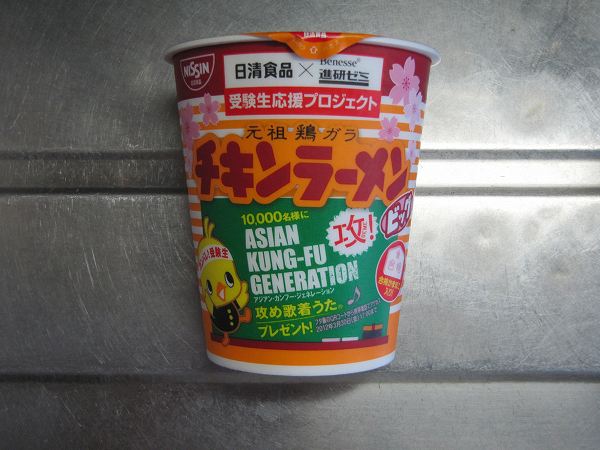 NISSIN
日清食品 × Benesse® 進研ゼミ
受験生応援プロジェクト
元祖鶏ガラ
チキンラーメン
ビッグ
10,000名様に
ASIAN
KUNG-FU
GENERATION
アジアン・カンフー・ジェネレーション
攻!
攻め歌着うた®
プレゼント!
合格